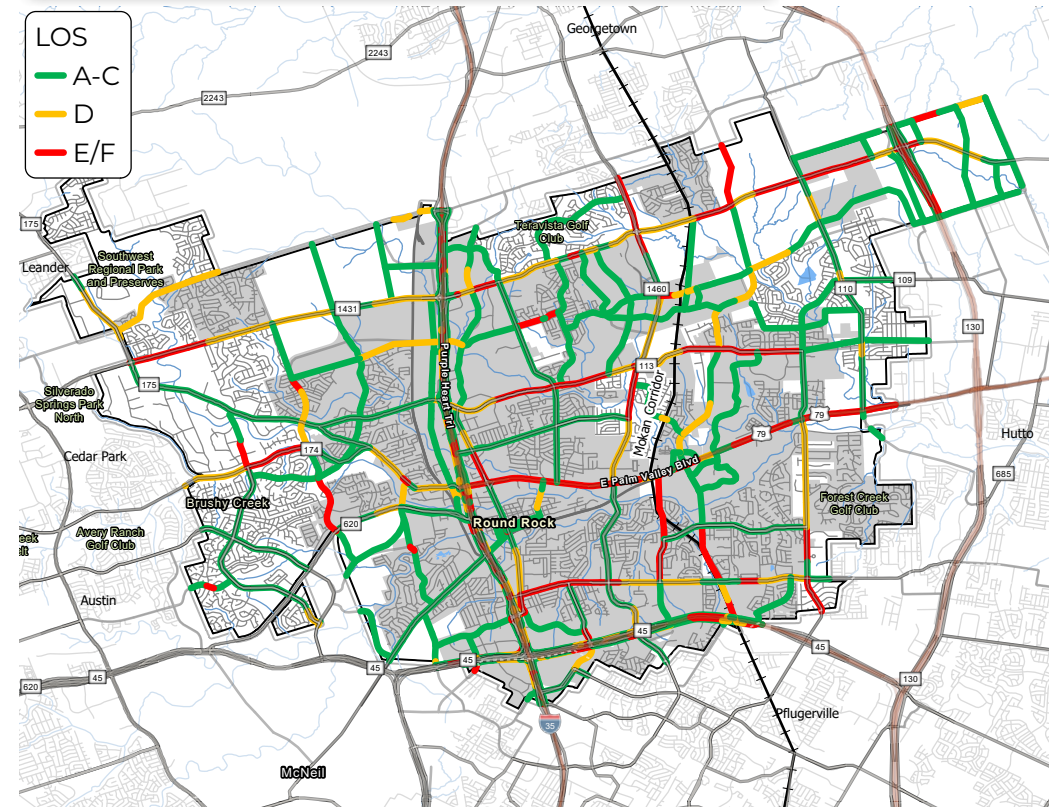 LOS
A-C
D
E/F
Georgetown
2243
2243
175
Leander
Southwest
Regional Park
and Preserves
Teravista Golf
Club
1431
1460
109
110
130
Purple Heart Trl
113
Mokan Corridor
175
Silverado
Springs Park
North
79
79
Hutto
Cedar Park
174
E Palm Valley Blvd
685
Brushy Creek
Forest Creek
Golf Club
620
Round Rock
Avery Ranch
Golf Club
Austin
45
45
45
45
45
620
130
35
Pflugerville
McNeil